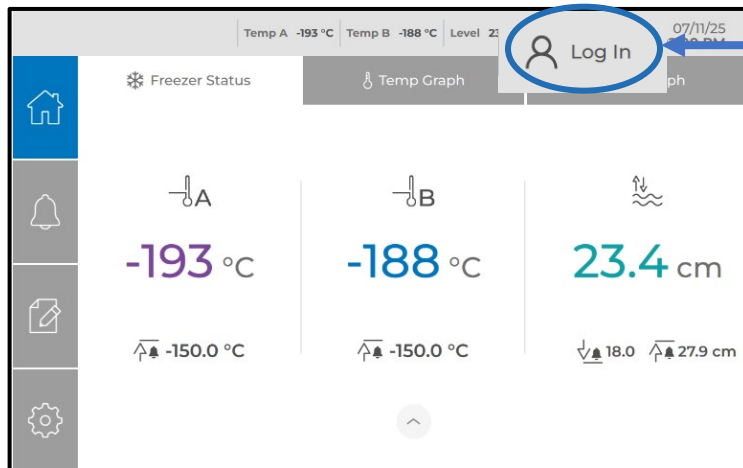 Temp A -193 °C Temp B -188 °C Level 23
Log In
07/11/25
Freezer Status
Temp Graph
ph
A
B
-193 °C
-188 °C
23.4 cm
-150.0 °C
-150.0 °C
18.0 27.9 cm